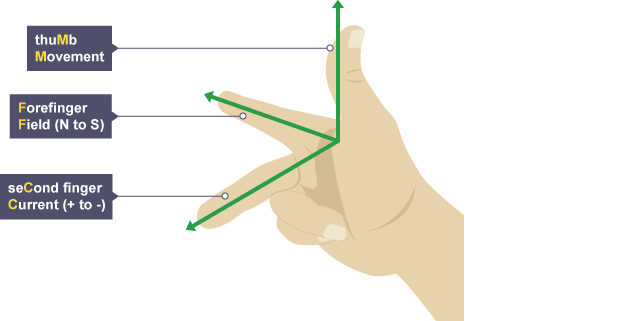 thuMb
Movement
Forefinger
Field (N to S)
seCond finger
Current (+ to -)